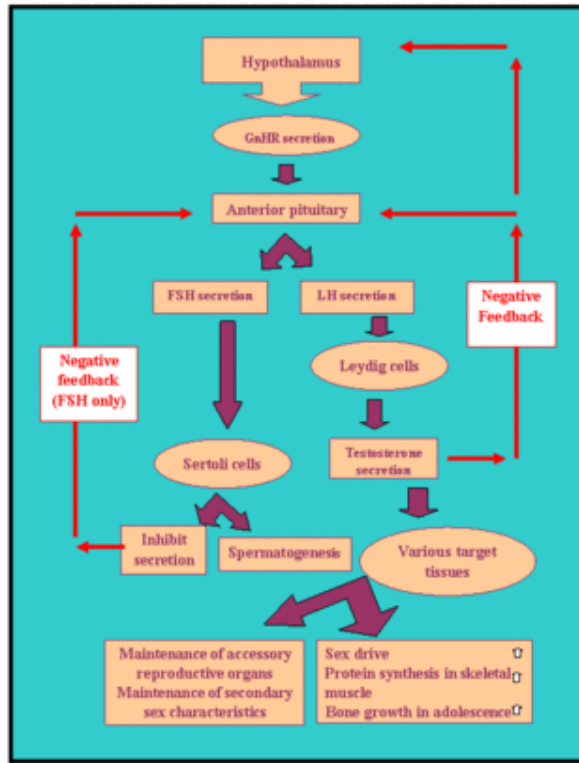 Hypothalamus
GnHR secretion
Anterior pituitary
FSH secretion
LH secretion
Negative
Feedback
Negative
feedback
(FSH only)
Leydig cells
Sertoli cells
Testosterone
secretion
Inhibit
secretion
Spermatogenesis
Various target
tissues
Maintenance of accessory
reproductive organs
Maintenance of secondary
sex characteristics
Sex drive
Protein synthesis in skeletal
muscle
Bone growth in adolescence